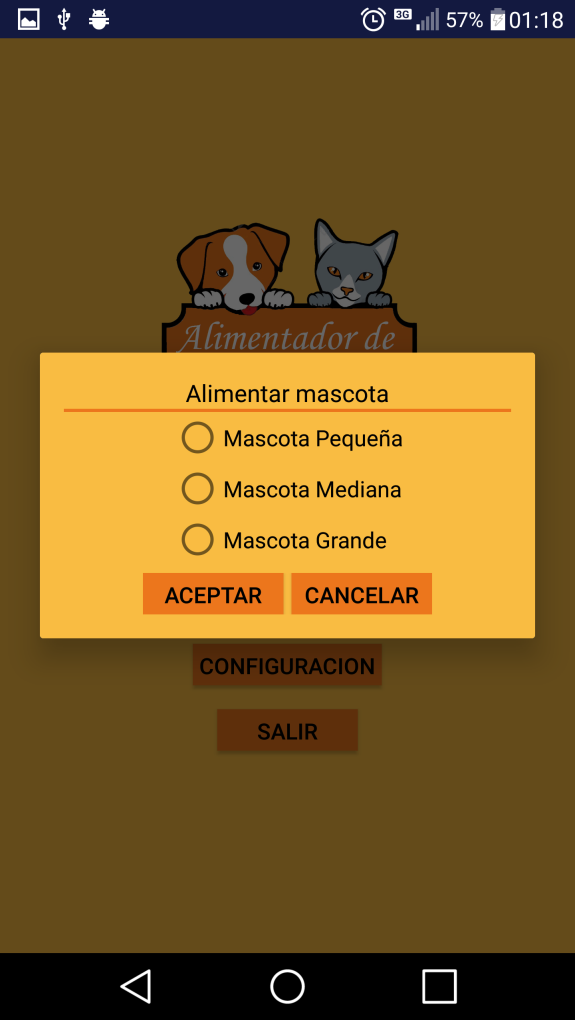 3G 57% 01:18
Alimentador de
Alimentar mascota
Mascota Pequeña
Mascota Mediana
Mascota Grande
ACEPTAR CANCELAR
CONFIGURACION
SALIR